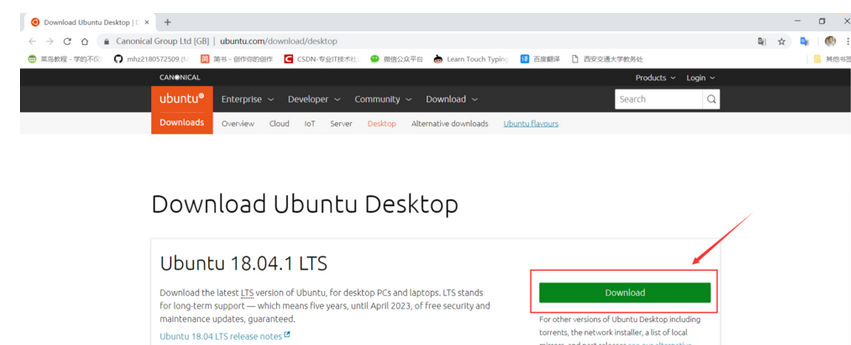 Download Ubuntu Desktop | D
Canonical Group Ltd [GB] | ubuntu.com/download/desktop
菜鸟教程 - 学的不仅 mhz2180572509 简书 - 创作你的创作 CSDN-专业IT技术社 微信公众平台 Learn Touch Typing 百度翻译 西安交通大学教务处 其他书签
CANONICAL Products Login
ubuntu Enterprise Developer Community Download Search
Downloads Overview Cloud IoT Server Desktop Alternative downloads Ubuntu flavours
Download Ubuntu Desktop
Ubuntu 18.04.1 LTS
Download the latest LTS version of Ubuntu, for desktop PCs and laptops. LTS stands
for long-term support — which means five years, until April 2023, of free security and
maintenance updates, guaranteed.
Ubuntu 18.04 LTS release notes
Download
For other versions of Ubuntu Desktop including
torrents, the network installer, a list of local
mirrors, and past releases see our alternative